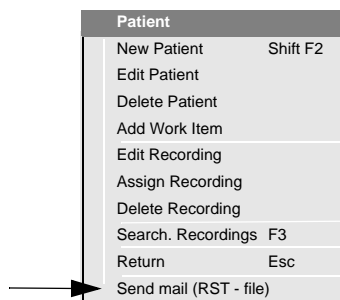 Patient
New Patient Shift F2
Edit Patient
Delete Patient
Add Work Item
Edit Recording
Assign Recording
Delete Recording
Search. Recordings F3
Return Esc
Send mail (RST - file)